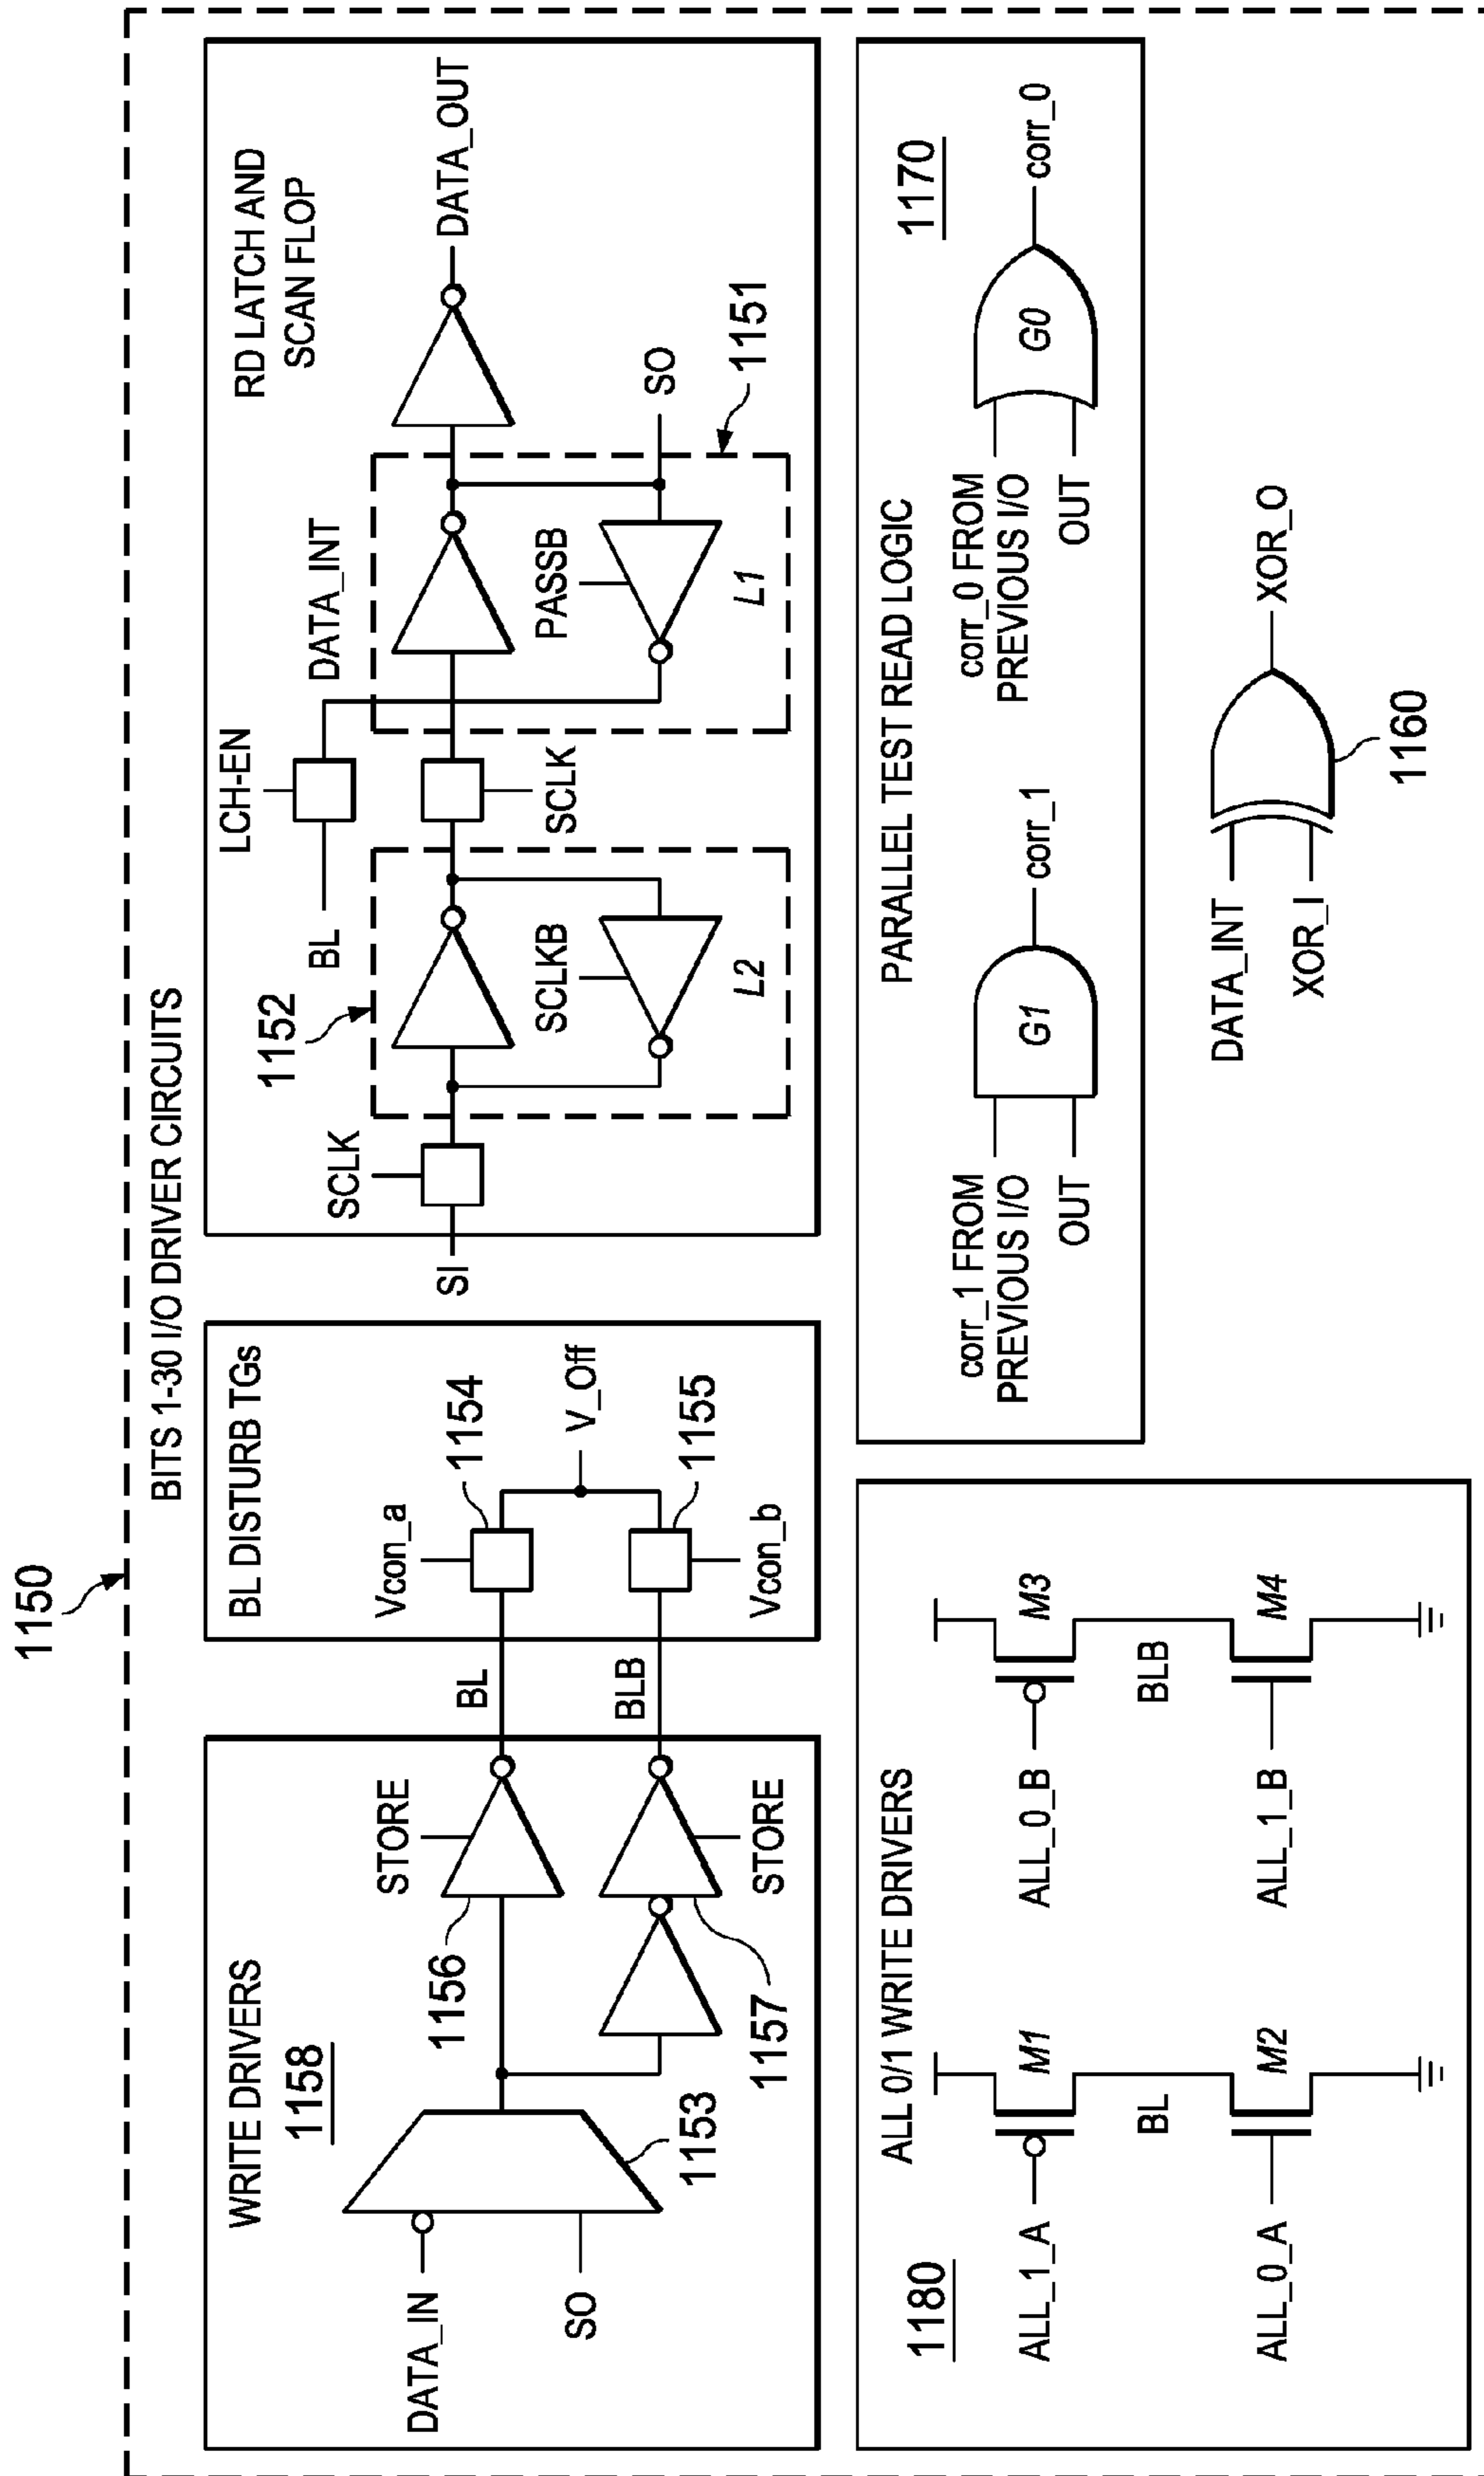 1150
BITS 1-30 I/O DRIVER CIRCUITS
WRITE DRIVERS
1158
DATA_IN
SO
1153
1156
1157
STORE
STORE
BL
BLB
BL DISTURB TGs
Vcon_a
1154
V_Off
1155
Vcon_b
RD LATCH AND
SCAN FLOP
SI
SCLK
1152
SCLKB
L2
BL
LCH-EN
SCLK
DATA_INT
PASSB
L1
SO
1151
DATA_OUT
ALL 0/1 WRITE DRIVERS
1180
ALL_1_A
M1
BL
ALL_0_A
M2
ALL_0_B
M3
BLB
ALL_1_B
M4
PARALLEL TEST READ LOGIC
1170
corr_1 FROM
PREVIOUS I/O
OUT
G1
corr_1
corr_0 FROM
PREVIOUS I/O
OUT
G0
corr_0
DATA_INT
XOR_I
XOR_O
1160